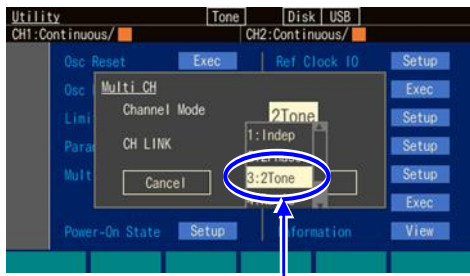 Utility Tone Disk USB
CH1:Continuous/ CH2:Continuous/
Osc Reset Exec Ref Clock IO Setup
Osc Exec
Multi CH
Limi Channel Mode 2Tone Setup
1:Indep
Para CH LINK Setup
Mult Cancel 3:2Tone Setup
Exec
Power-On State Setup formation View